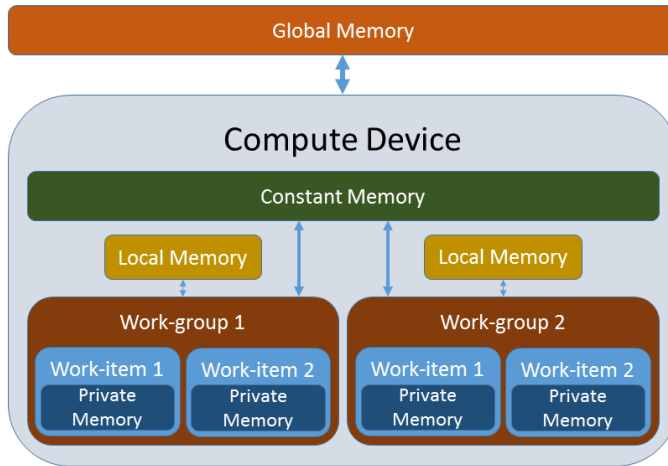 Global Memory
Compute Device
Constant Memory
Local Memory
Local Memory
Work-group 1
Work-item 1
Private
Memory
Work-item 2
Private
Memory
Work-group 2
Work-item 1
Private
Memory
Work-item 2
Private
Memory